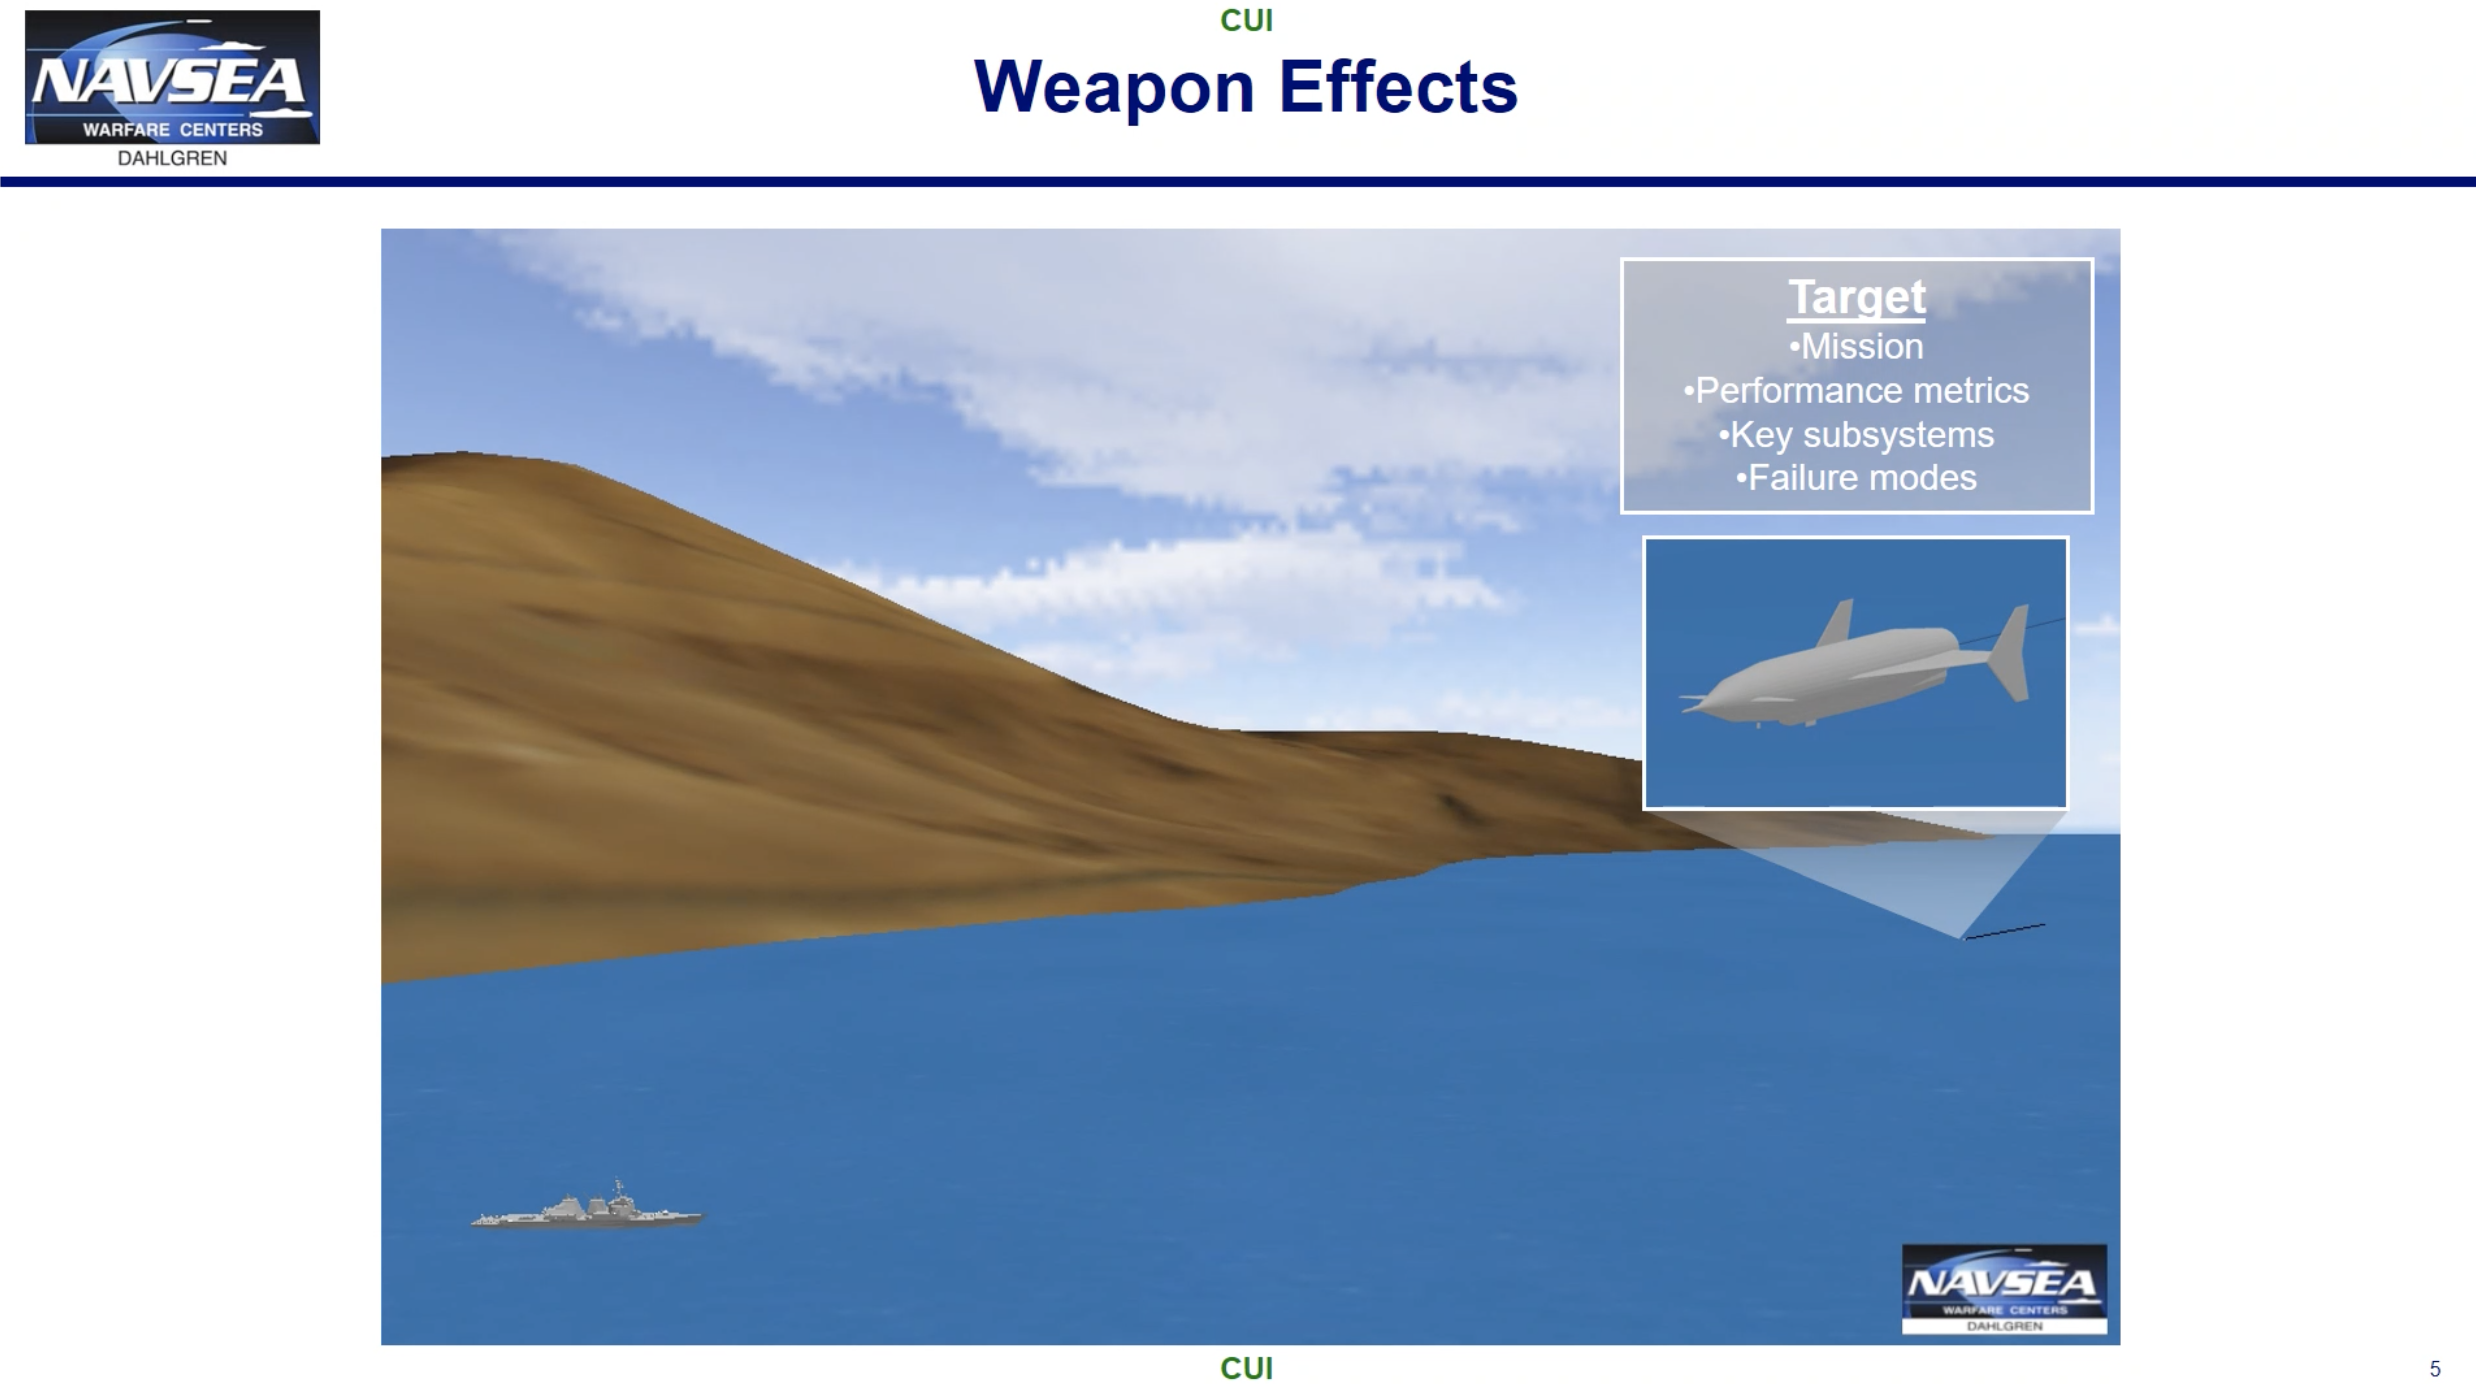 CUI
NAVSEA
WARFARE CENTERS
DAHLGREN
Weapon Effects
Target
•Mission
•Performance metrics
•Key subsystems
•Failure modes
NAVSEA
WARFARE CENTERS
DAHLGREN
CUI
5